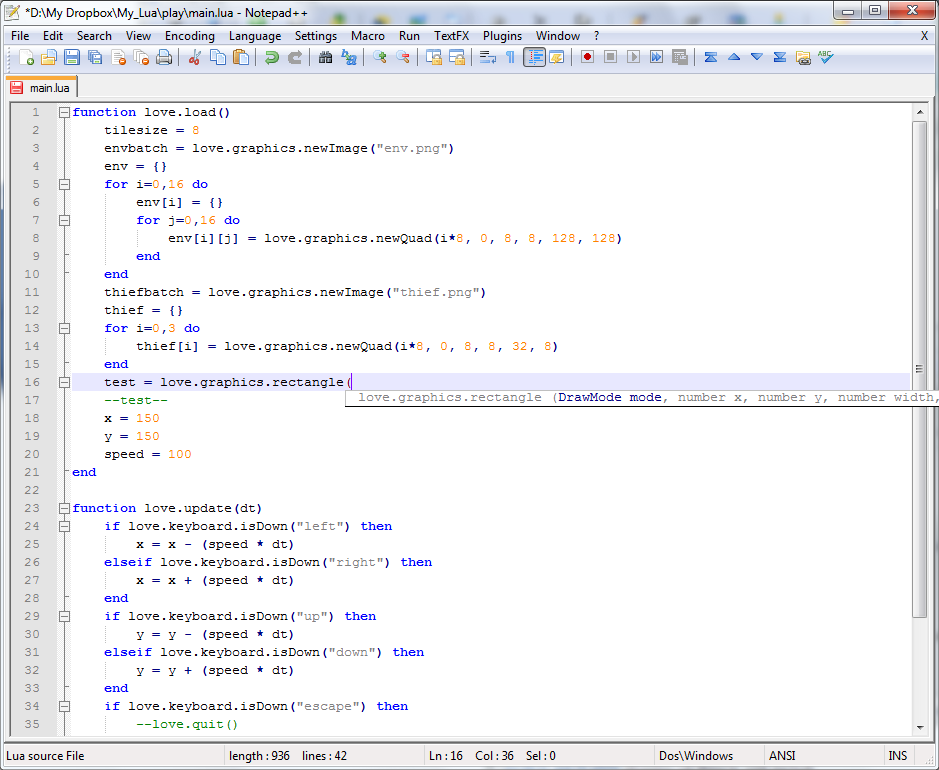 *D:\My Dropbox\My_Lua\play\main.lua - Notepad++
File Edit Search View Encoding Language Settings Macro Run TextFX Plugins Window ? X
main.lua
1 function love.load()
2 tilesize = 8
3 envbatch = love.graphics.newImage("env.png")
4 env = {}
5 for i=0,16 do
6 env[i] = {}
7 for j=0,16 do
8 env[i][j] = love.graphics.newQuad(i*8, 0, 8, 8, 128, 128)
9 end
10 end
11 thiefbatch = love.graphics.newImage("thief.png")
12 thief = {}
13 for i=0,3 do
14 thief[i] = love.graphics.newQuad(i*8, 0, 8, 8, 32, 8)
15 end
16 test = love.graphics.rectangle(
love.graphics.rectangle (DrawMode mode, number x, number y, number width,
17 --test--
18 x = 150
19 y = 150
20 speed = 100
21 end
22
23 function love.update(dt)
24 if love.keyboard.isDown("left") then
25 x = x - (speed * dt)
26 elseif love.keyboard.isDown("right") then
27 x = x + (speed * dt)
28 end
29 if love.keyboard.isDown("up") then
30 y = y - (speed * dt)
31 elseif love.keyboard.isDown("down") then
32 y = y + (speed * dt)
33 end
34 if love.keyboard.isDown("escape") then
35 --love.quit()
Lua source File length : 936 lines : 42 Ln : 16 Col : 36 Sel : 0 Dos\Windows ANSI INS